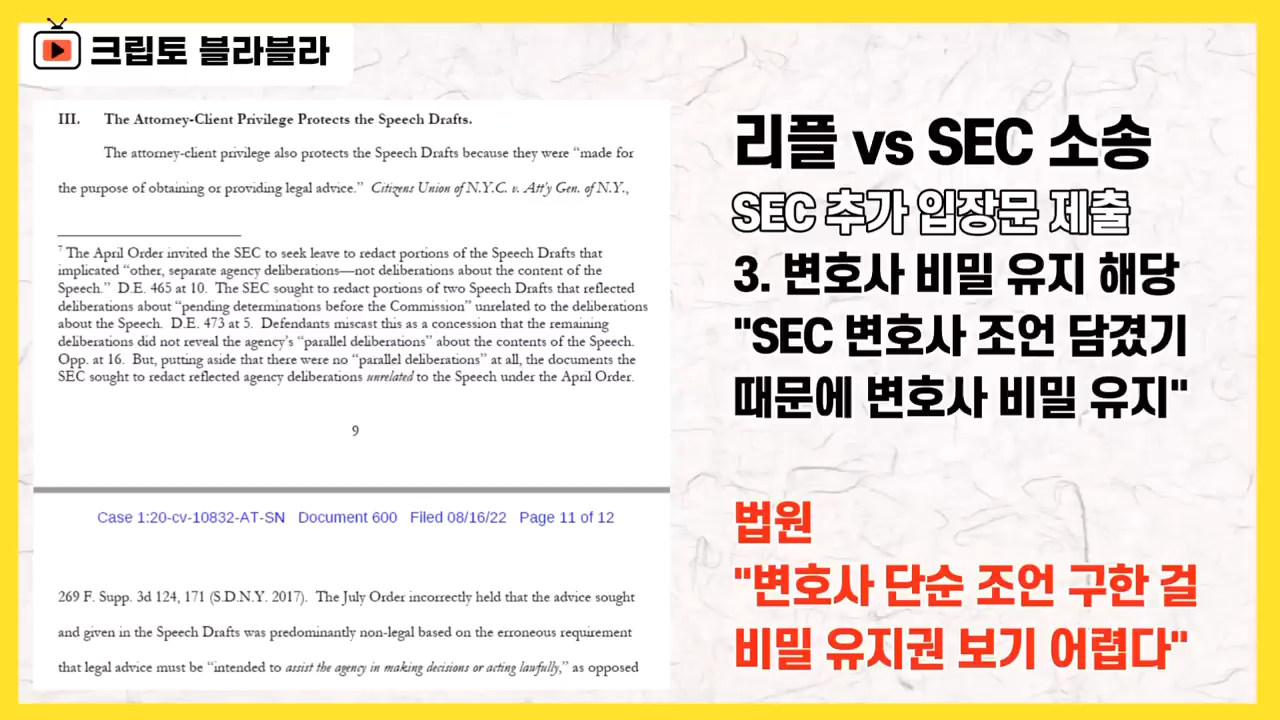 크립토 블라블라
III. The Attorney-Client Privilege Protects the Speech Drafts.
The attorney-client privilege also protects the Speech Drafts because they were “made for
the purpose of obtaining or providing legal advice.” Citizens Union of N.Y.C. v. Att’y Gen. of N.Y.,
7 The April Order invited the SEC to seek leave to redact portions of the Speech Drafts that
implicated “other, separate agency deliberations—not deliberations about the content of the
Speech.” D.E. 465 at 10. The SEC sought to redact portions of two Speech Drafts that reflected
deliberations about “pending determinations before the Commission” unrelated to the deliberations
about the Speech. D.E. 473 at 5. Defendants miscast this as a concession that the remaining
deliberations did not reveal the agency’s “parallel deliberations” about the contents of the Speech.
Opp. at 16. But, putting aside that there were no “parallel deliberations” at all, the documents the
SEC sought to redact reflected agency deliberations unrelated to the Speech under the April Order.
9
Case 1:20-cv-10832-AT-SN Document 600 Filed 08/16/22 Page 11 of 12
269 F. Supp. 3d 124, 171 (S.D.N.Y. 2017). The July Order incorrectly held that the advice sought
and given in the Speech Drafts was predominantly non-legal based on the erroneous requirement
that legal advice must be “intended to assist the agency in making decisions or acting lawfully,” as opposed
리플 vs SEC 소송
SEC 추가 입장문 제출
3. 변호사 비밀 유지 해당
"SEC 변호사 조언 담겼기
때문에 변호사 비밀 유지"
법원
"변호사 단순 조언 구한 걸
비밀 유지권 보기 어렵다"